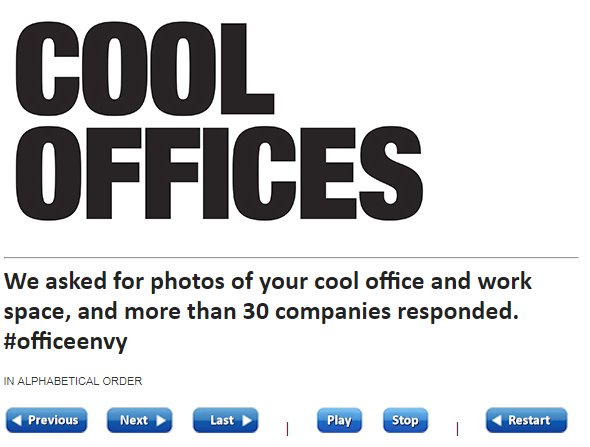 COOL
OFFICES
We asked for photos of your cool office and work
space, and more than 30 companies responded.
#officeenvy
IN ALPHABETICAL ORDER
Previous Next Last | Play Stop | Restart